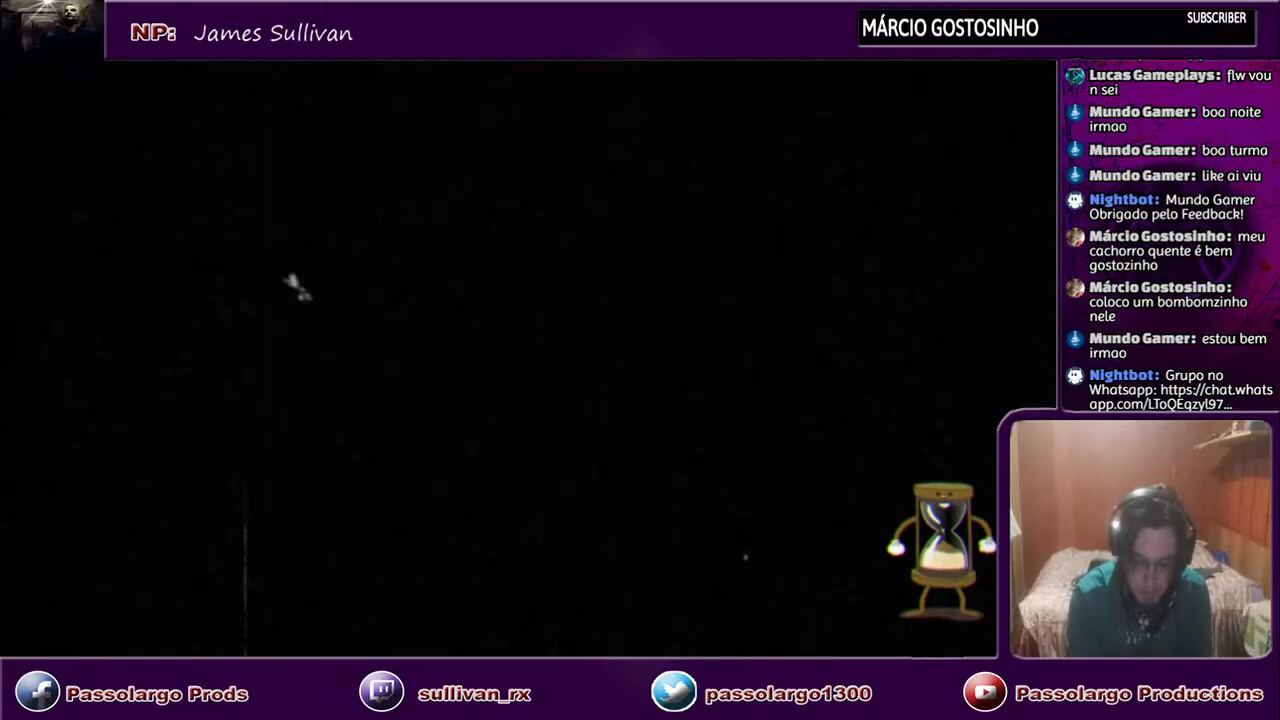 NP: James Sullivan
MÁRCIO GOSTOSINHO
SUBSCRIBER
Lucas Gameplays: flw vou
n sei
Mundo Gamer: boa noite
irmao
Mundo Gamer: boa turma
Mundo Gamer: like ai viu
Nightbot: Mundo Gamer
Obrigado pelo Feedback!
Márcio Gostosinho: meu
cachorro quente é bem
gostozinho
Márcio Gostosinho:
coloco um bombomzinho
nele
Mundo Gamer: estou bem
irmao
Nightbot: Grupo no
Whatsapp: https://chat.whats
app.com/LToQEqzyl97...
Passolargo Prods
sullivan_rx
passolargo1300
Passolargo Productions